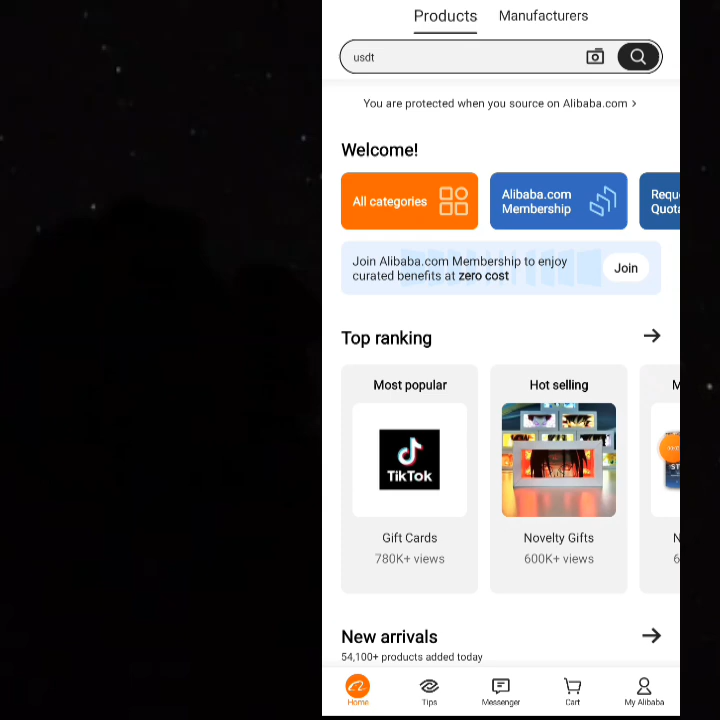 Products Manufacturers
usdt
You are protected when you source on Alibaba.com >
Welcome!
All categories
Alibaba.com
Membership
Join Alibaba.com Membership to enjoy
curated benefits at zero cost
Join
Top ranking
Most popular
TikTok
Gift Cards
780K+ views
Hot selling
Novelty Gifts
600K+ views
New arrivals
54,100+ products added today
Home Tips Messenger Cart My Alibaba